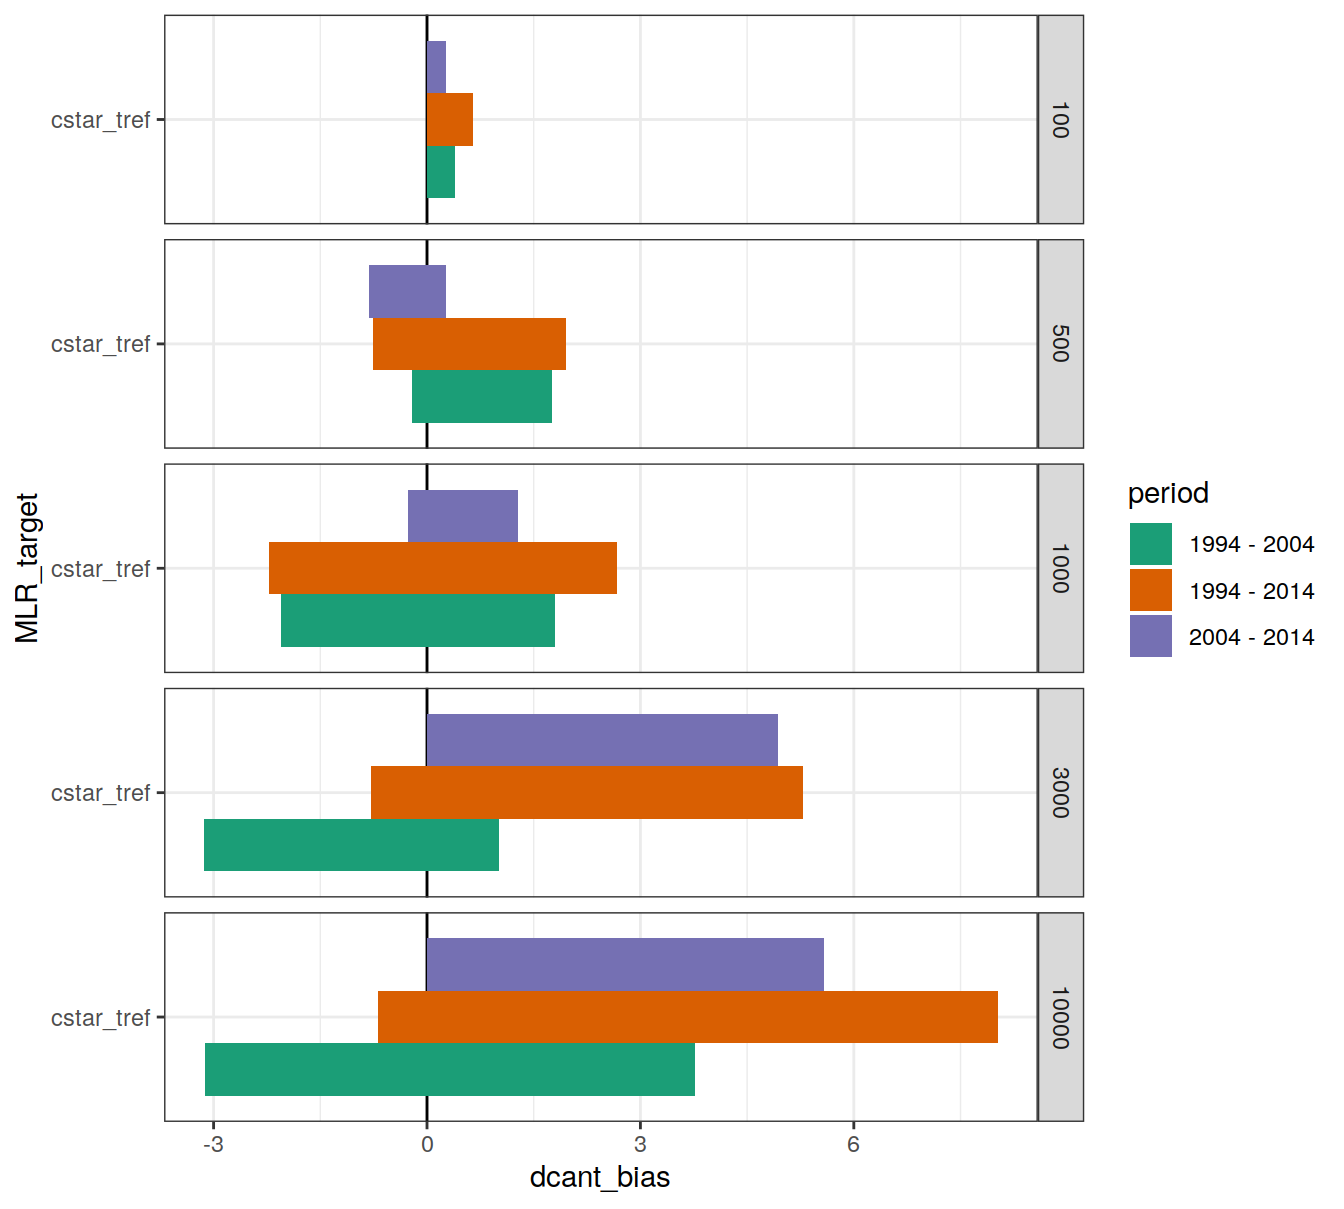 cstar_tref
100
cstar_tref
500
MLR_target
cstar_tref
1000
cstar_tref
3000
cstar_tref
10000
-3
0
3
6
dcant_bias
period
1994 - 2004
1994 - 2014
2004 - 2014